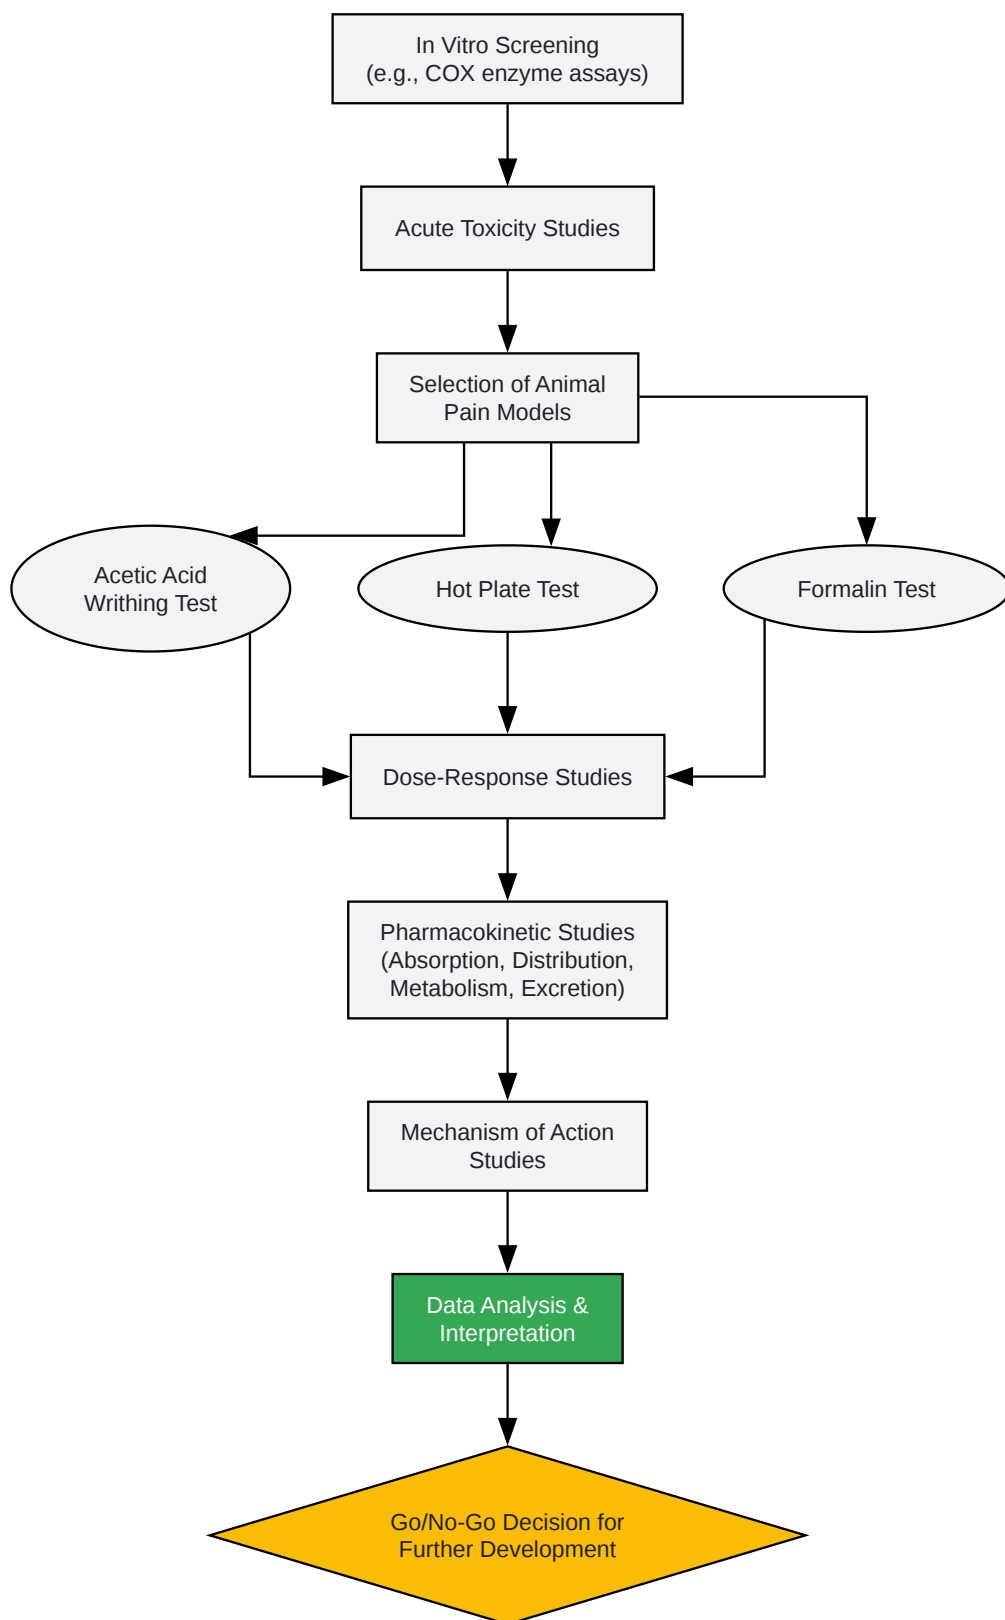 In Vitro Screening
(e.g., COX enzyme assays)
Acute Toxicity Studies
Selection of Animal
Pain Models
Acetic Acid
Writhing Test
Hot Plate Test
Formalin Test
Dose-Response Studies
Pharmacokinetic Studies
(Absorption, Distribution,
Metabolism, Excretion)
Mechanism of Action
Studies
Data Analysis &
Interpretation
Go/No-Go Decision for
Further Development